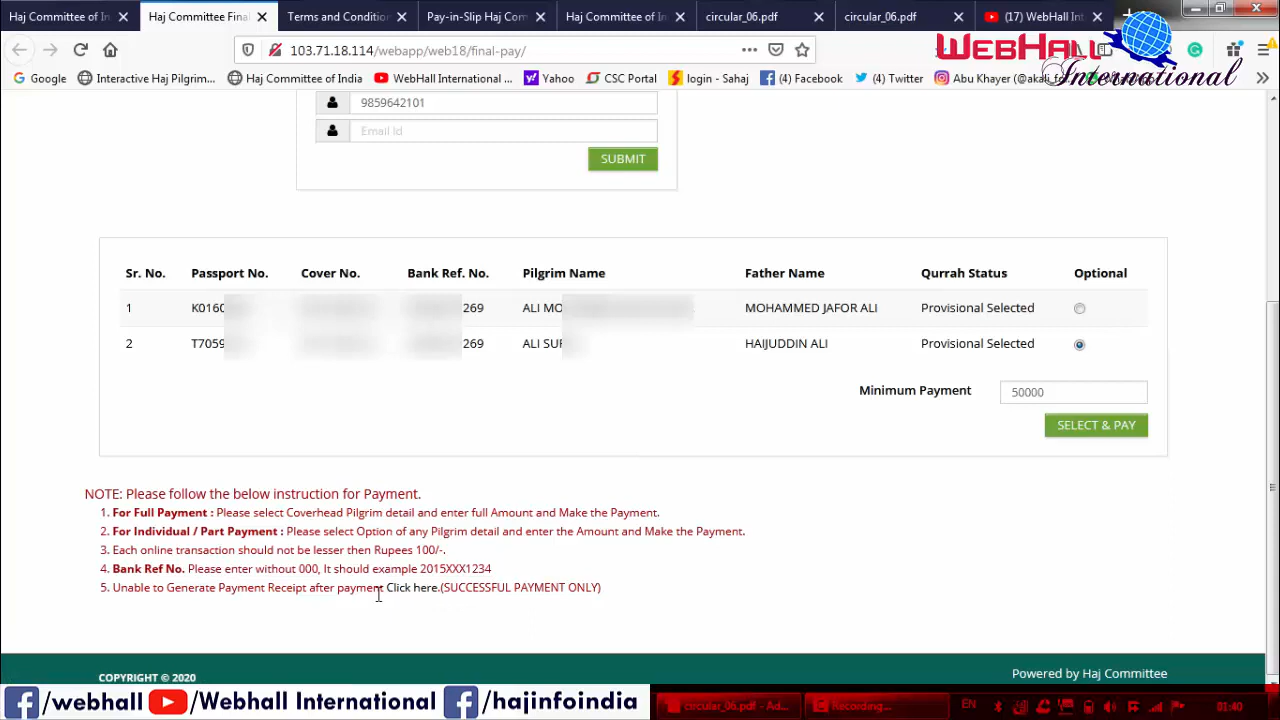 Haj Committee of In
Haj Committee Final
Terms and Conditio
Pay-in-Slip Haj Com
Haj Committee of In
circular_06.pdf
circular_06.pdf
(17) WebHall Int
103.71.18.114/webapp/web18/final-pay/
WEBHALL
International
Google
Interactive Haj Pilgrim...
Haj Committee of India
WebHall International ...
Yahoo
CSC Portal
login - Sahaj
(4) Facebook
(4) Twitter
Abu Khayer (@akali_
9859642101
Email Id
SUBMIT
Sr. No. Passport No. Cover No. Bank Ref. No. Pilgrim Name Father Name Qurrah Status Optional
1 K0160 269 ALI MO MOHAMMED JAFOR ALI Provisional Selected
2 T7059 269 ALI SUF HAIJUDDIN ALI Provisional Selected
Minimum Payment 50000
SELECT & PAY
NOTE: Please follow the below instruction for Payment.
1. For Full Payment : Please select Coverhead Pilgrim detail and enter full Amount and Make the Payment.
2. For Individual / Part Payment : Please select Option of any Pilgrim detail and enter the Amount and Make the Payment.
3. Each online transaction should not be lesser then Rupees 100/-.
4. Bank Ref No. Please enter without 000, It should example 2015XXX1234
5. Unable to Generate Payment Receipt after payment Click here.(SUCCESSFUL PAYMENT ONLY)
COPYRIGHT © 2020
Powered by Haj Committee
/webhall /Webhall International /hajinfoindia
circular_06.pdf - Ad...
Recording...
EN
01:40